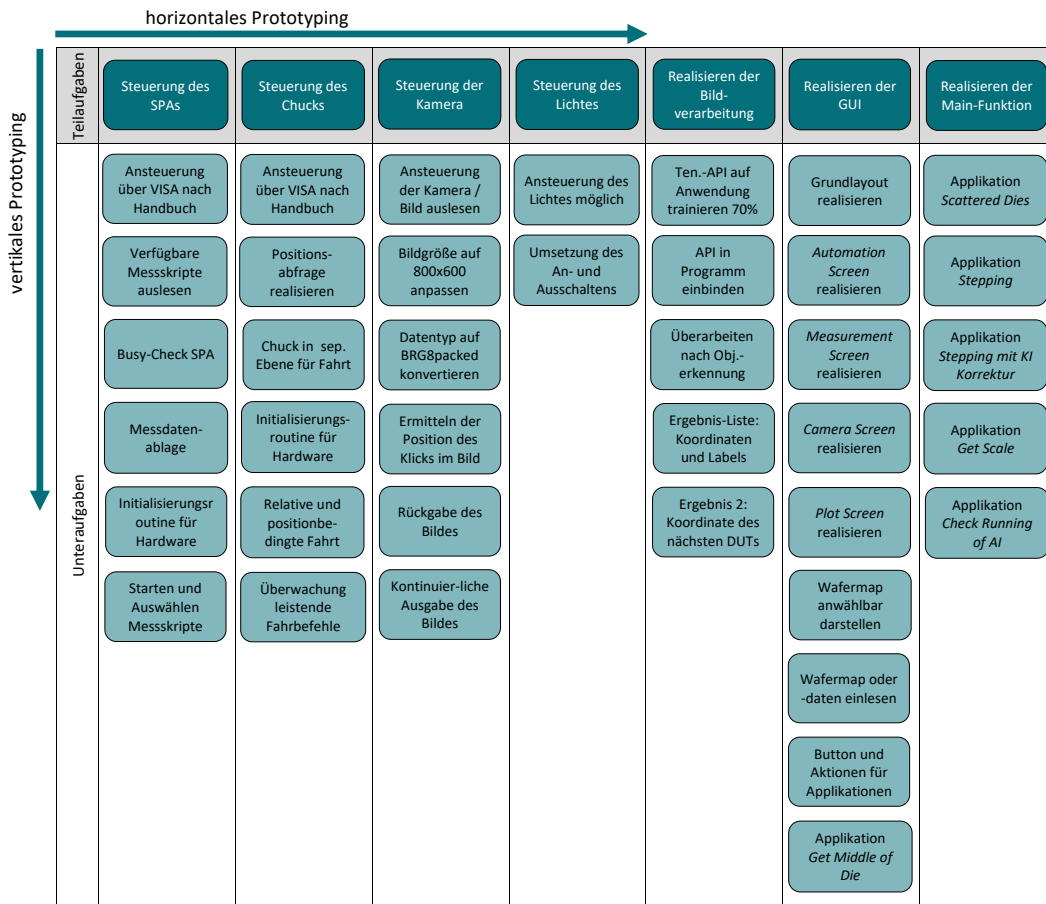 horizontales Prototyping
vertikales Prototyping
Teilaufgaben
Steuerung des
SPAs
Steuerung des
Chucks
Steuerung der
Kamera
Steuerung des
Lichtes
Realisieren der
Bild-
verarbeitung
Realisieren der
GUI
Realisieren der
Main-Funktion
Unteraufgaben
Ansteuerung
über VISA nach
Handbuch
Verfügbare
Messskripte
auslesen
Busy-Check SPA
Messdaten-
ablage
Initialisierungsr
outine für
Hardware
Starten und
Auswählen
Messskripte
Ansteuerung
über VISA nach
Handbuch
Positions-
abfrage
realisieren
Chuck in sep.
Ebene für Fahrt
Initialisierungs-
routine für
Hardware
Relative und
positionbe-
dingte Fahrt
Überwachung
leistende
Fahrbefehle
Ansteuerung
der Kamera /
Bild auslesen
Bildgröße auf
800x600
anpassen
Datentyp auf
BRG8packed
konvertieren
Ermitteln der
Position des
Klicks im Bild
Rückgabe des
Bildes
Kontinuier-liche
Ausgabe des
Bildes
Ansteuerung des
Lichtes möglich
Umsetzung des
An- und
Ausschaltens
Ten.-API auf
Anwendung
trainieren 70%
API in
Programm
einbinden
Überarbeiten
nach Obj.-
erkennung
Ergebnis-Liste:
Koordinaten
und Labels
Ergebnis 2:
Koordinate des
nächsten DUTs
Grundlayout
realisieren
Automation
Screen
realisieren
Measurement
Screen
realisieren
Camera Screen
realisieren
Plot Screen
realisieren
Wafermap
anwählbar
darstellen
Wafermap oder
-daten einlesen
Button und
Aktionen für
Applikationen
Applikation
Get Middle of
Die
Applikation
Scattered Dies
Applikation
Stepping
Applikation
Stepping mit KI
Korrektur
Applikation
Get Scale
Applikation
Check Running
of AI